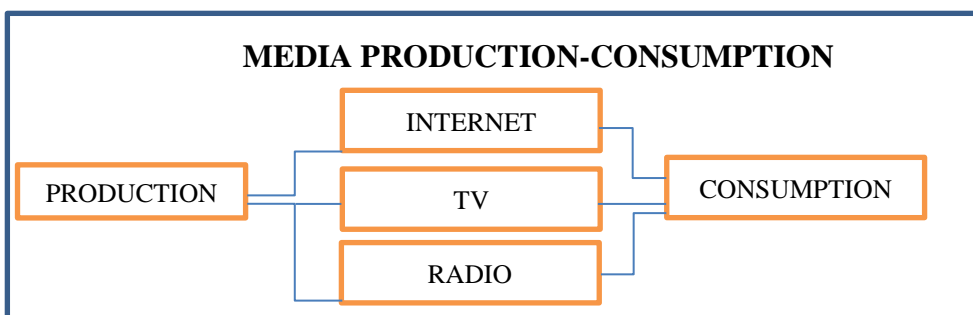 MEDIA PRODUCTION-CONSUMPTION
INTERNET
PRODUCTION
TV
CONSUMPTION
RADIO